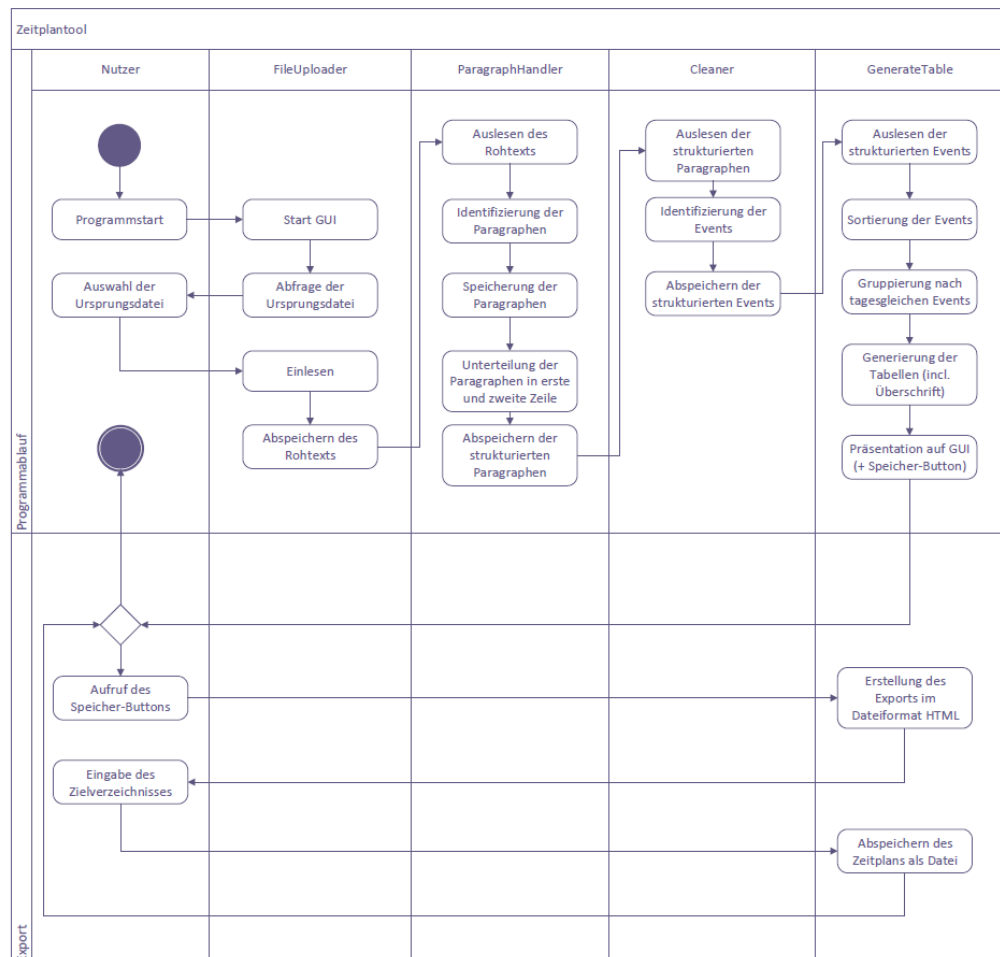 Zeitplantool
Nutzer
FileUploader
ParagraphHandler
Cleaner
GenerateTable
Programmablauf
Programmstart
Start GUI
Auswahl der
Ursprungsdatei
Abfrage der
Ursprungsdatei
Einlesen
Abspeichern des
Rohtexts
Auslesen des
Rohtexts
Identifizierung der
Paragraphen
Speicherung der
Paragraphen
Unterteilung der
Paragraphen in erste
und zweite Zeile
Abspeichern der
strukturierten
Paragraphen
Auslesen der
strukturierten
Paragraphen
Identifizierung der
Events
Abspeichern der
strukturierten Events
Auslesen der
strukturierten Events
Sortierung der Events
Gruppierung nach
tagesgleichen Events
Generierung der
Tabellen (incl.
Überschrift)
Präsentation auf GUI
(+ Speicher-Button)
Export
Aufruf des
Speicher-Buttons
Erstellung des
Exports im
Dateiformat HTML
Eingabe des
Zielverzeichnisses
Abspeichern des
Zeitplans als Datei